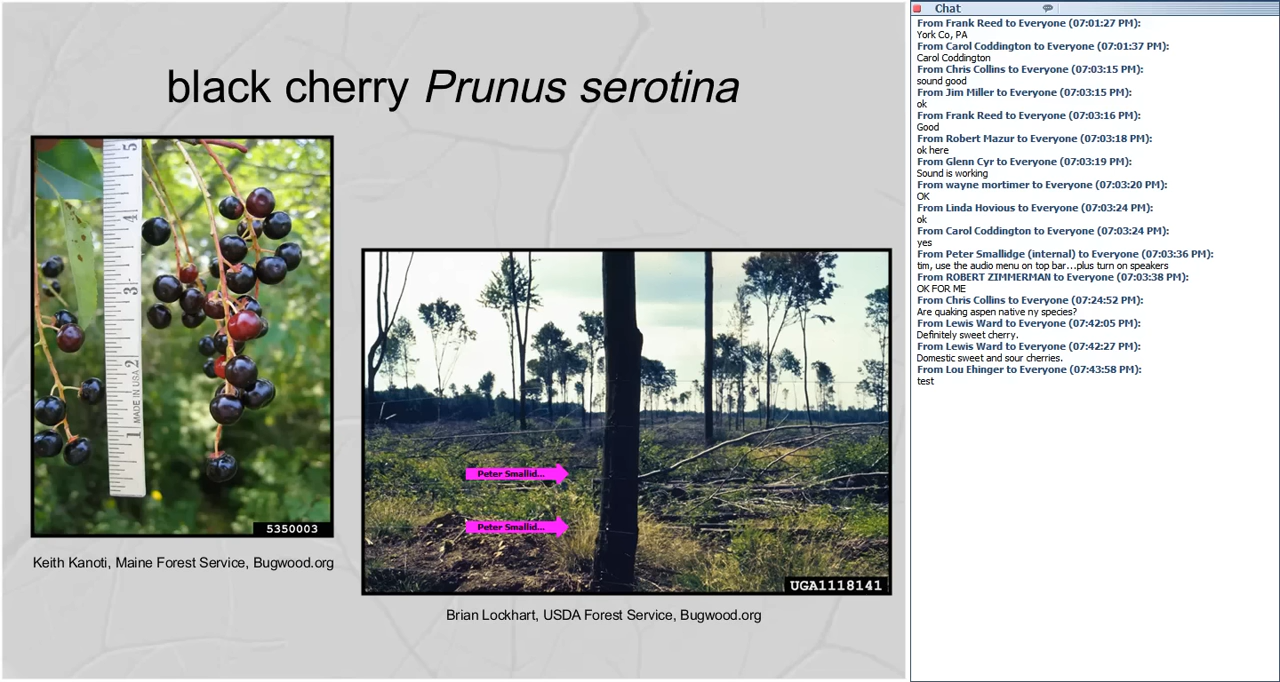 black cherry Prunus serotina
5
4
3
2
MADE IN USA
1
5350003
Keith Kanoti, Maine Forest Service, Bugwood.org
Peter Smallid...
Peter Smallid...
UGA1118141
Brian Lockhart, USDA Forest Service, Bugwood.org
Chat
From Frank Reed to Everyone (07:01:27 PM):
York Co, PA
From Carol Coddington to Everyone (07:01:37 PM):
Carol Coddington
From Chris Collins to Everyone (07:03:15 PM):
sound good
From Jim Miller to Everyone (07:03:15 PM):
ok
From Frank Reed to Everyone (07:03:16 PM):
Good
From Robert Mazur to Everyone (07:03:18 PM):
ok here
From Glenn Cyr to Everyone (07:03:19 PM):
Sound is working
From wayne mortimer to Everyone (07:03:20 PM):
OK
From Linda Hovious to Everyone (07:03:24 PM):
ok
From Carol Coddington to Everyone (07:03:24 PM):
yes
From Peter Smallidge (internal) to Everyone (07:03:36 PM):
tim, use the audio menu on top bar...plus turn on speakers
From ROBERT ZIMMERMAN to Everyone (07:03:38 PM):
OK FOR ME
From Chris Collins to Everyone (07:24:52 PM):
Are quaking aspen native ny species?
From Lewis Ward to Everyone (07:42:05 PM):
Definitely sweet cherry.
From Lewis Ward to Everyone (07:42:27 PM):
Domestic sweet and sour cherries.
From Lou Ehinger to Everyone (07:43:58 PM):
test